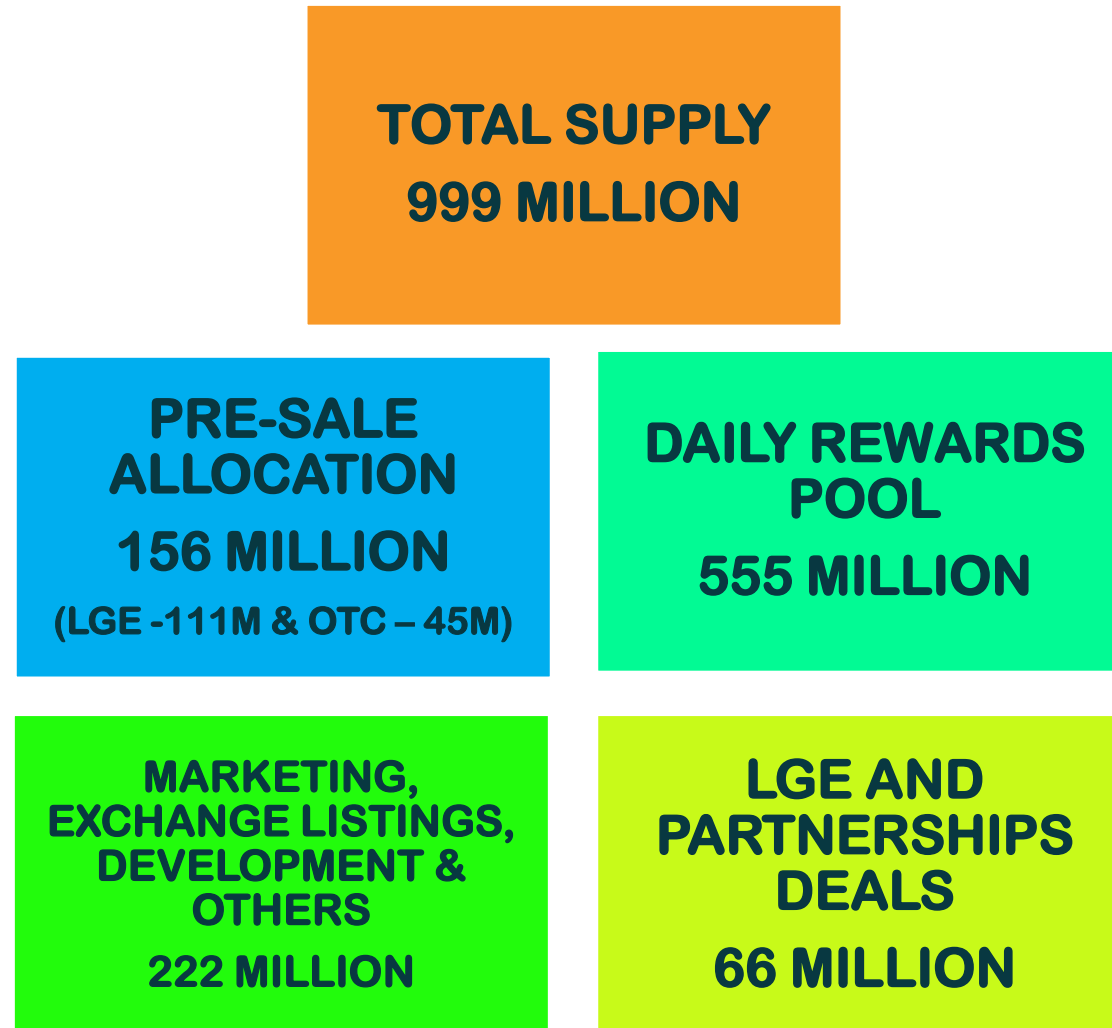 TOTAL SUPPLY
999 MILLION
PRE-SALE
ALLOCATION
156 MILLION
(LGE -111M & OTC – 45M)
DAILY REWARDS
POOL
555 MILLION
MARKETING,
EXCHANGE LISTINGS,
DEVELOPMENT &
OTHERS
222 MILLION
LGE AND
PARTNERSHIPS
DEALS
66 MILLION